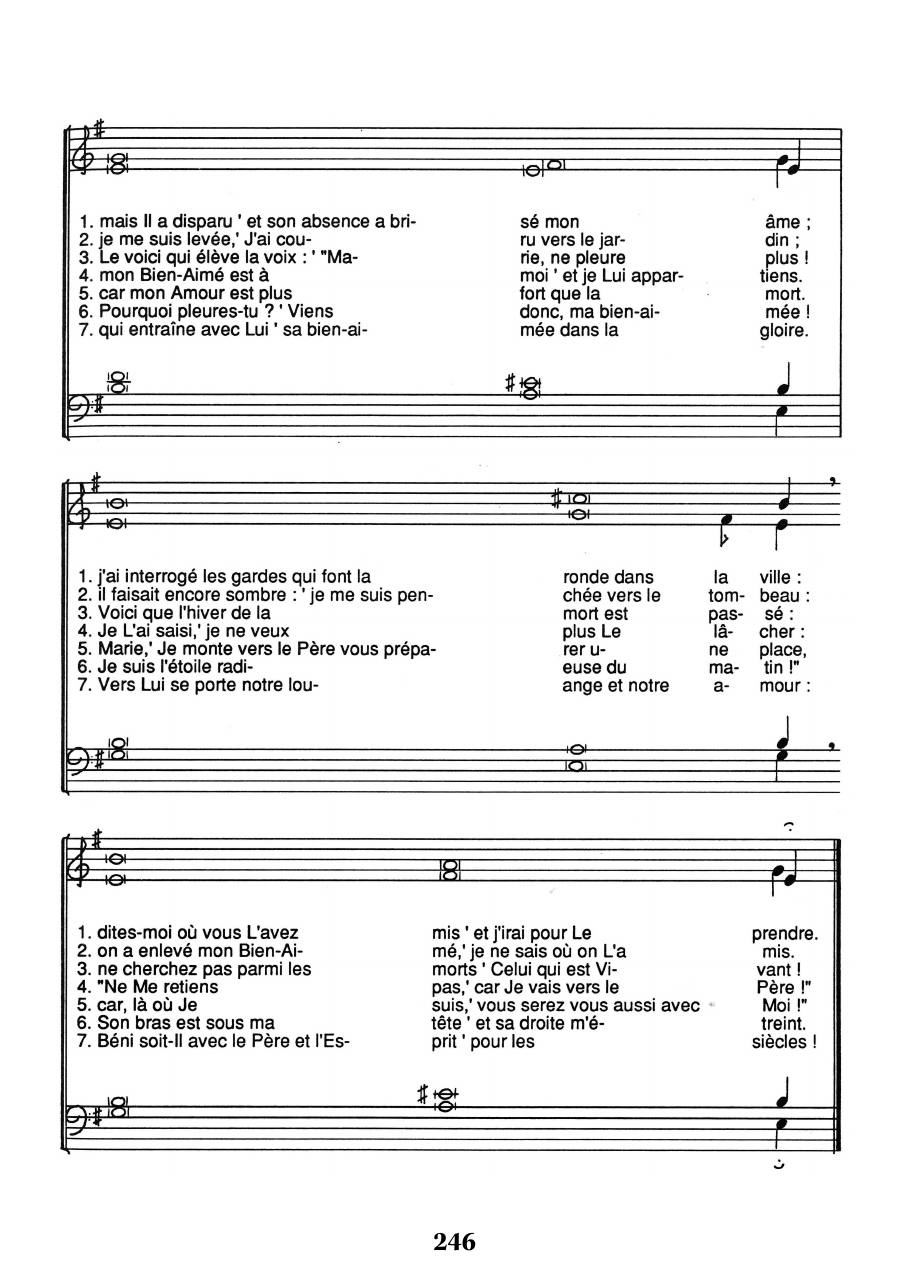 1. mais Il a disparu ' et son absence a bri- sé mon âme ;
2. je me suis levée,' J'ai cou- ru vers le jar- din ;
3. Le voici qui élève la voix : ' "Ma- rie, ne pleure plus !
4. mon Bien-Aimé est à moi ' et je Lui appar- tiens.
5. car mon Amour est plus fort que la mort.
6. Pourquoi pleures-tu ? ' Viens donc, ma bien-ai- mée !
7. qui entraîne avec Lui ' sa bien-ai- mée dans la gloire.
1. j'ai interrogé les gardes qui font la ronde dans la ville :
2. il faisait encore sombre : ' je me suis pen- chée vers le tom- beau :
3. Voici que l'hiver de la mort est pas- sé :
4. Je L'ai saisi,' je ne veux plus Le lâ- cher :
5. Marie,' Je monte vers le Père vous prépa- rer u- ne place,
6. Je suis l'étoile radi- euse du ma- tin !"
7. Vers Lui se porte notre lou- ange et notre a- mour :
1. dites-moi où vous L'avez mis ' et j'irai pour Le prendre.
2. on a enlevé mon Bien-Ai- mé,' je ne sais où on L'a mis.
3. ne cherchez pas parmi les morts ' Celui qui est Vi- vant !
4. "Ne Me retiens pas,' car Je vais vers le Père !"
5. car, là où Je suis,' vous serez vous aussi avec Moi !"
6. Son bras est sous ma tête ' et sa droite m'é- treint.
7. Béni soit-Il avec le Père et l'Es- prit ' pour les siècles !
246